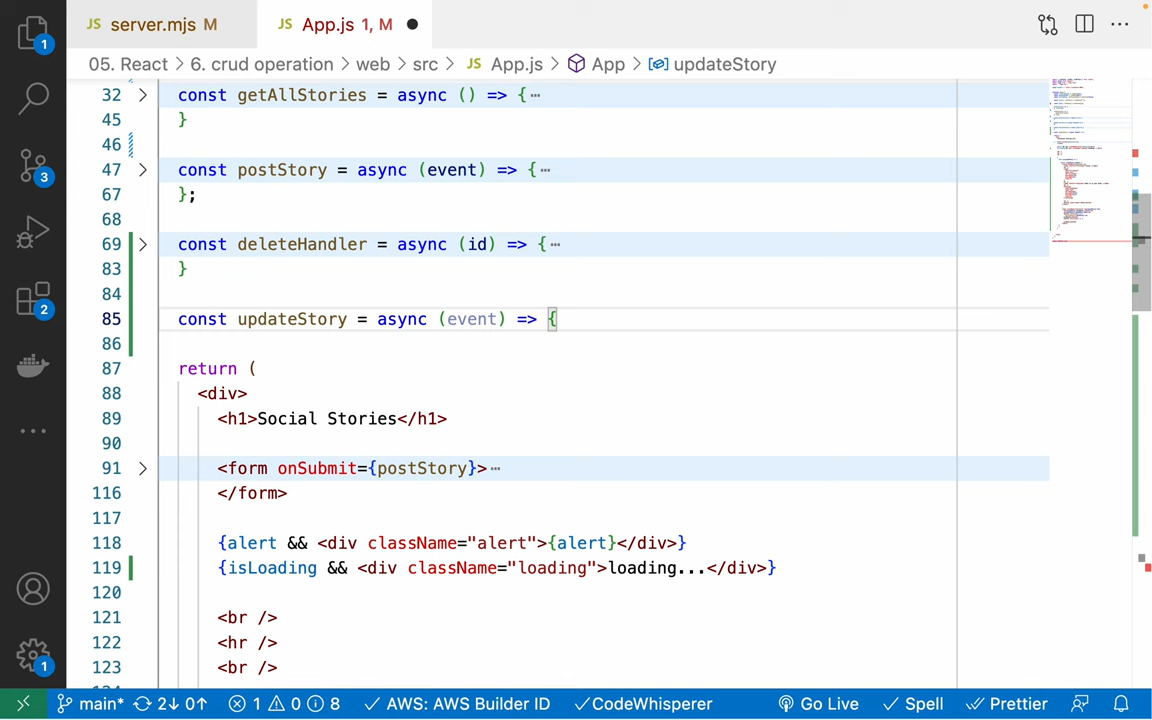 JS server.mjs M JS App.js 1, M
05. React > 6. crud operation > web > src > JS App.js > App > updateStory
32 const getAllStories = async () => {…
45 }
46
47 const postStory = async (event) => {…
67 };
68
69 const deleteHandler = async (id) => {…
83 }
84
85 const updateStory = async (event) => {
86
87 return (
88 <div>
89 <h1>Social Stories</h1>
90
91 <form onSubmit={postStory}>…
116 </form>
117
118 {alert && <div className="alert">{alert}</div>}
119 {isLoading && <div className="loading">loading...</div>}
120
121 <br />
122 <hr />
123 <br />
1
3
2
1
main* 2↓ 0↑ 1 0 8 AWS: AWS Builder ID CodeWhisperer Go Live Spell Prettier